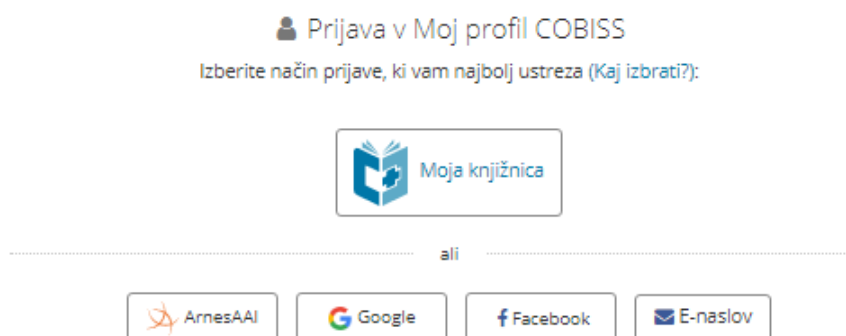 Prijava v Moj profil COBISS
Izberite način prijave, ki vam najbolj ustreza (Kaj izbrati?):
Moja knjižnica
ali
ArnesAAI Google Facebook E-naslov